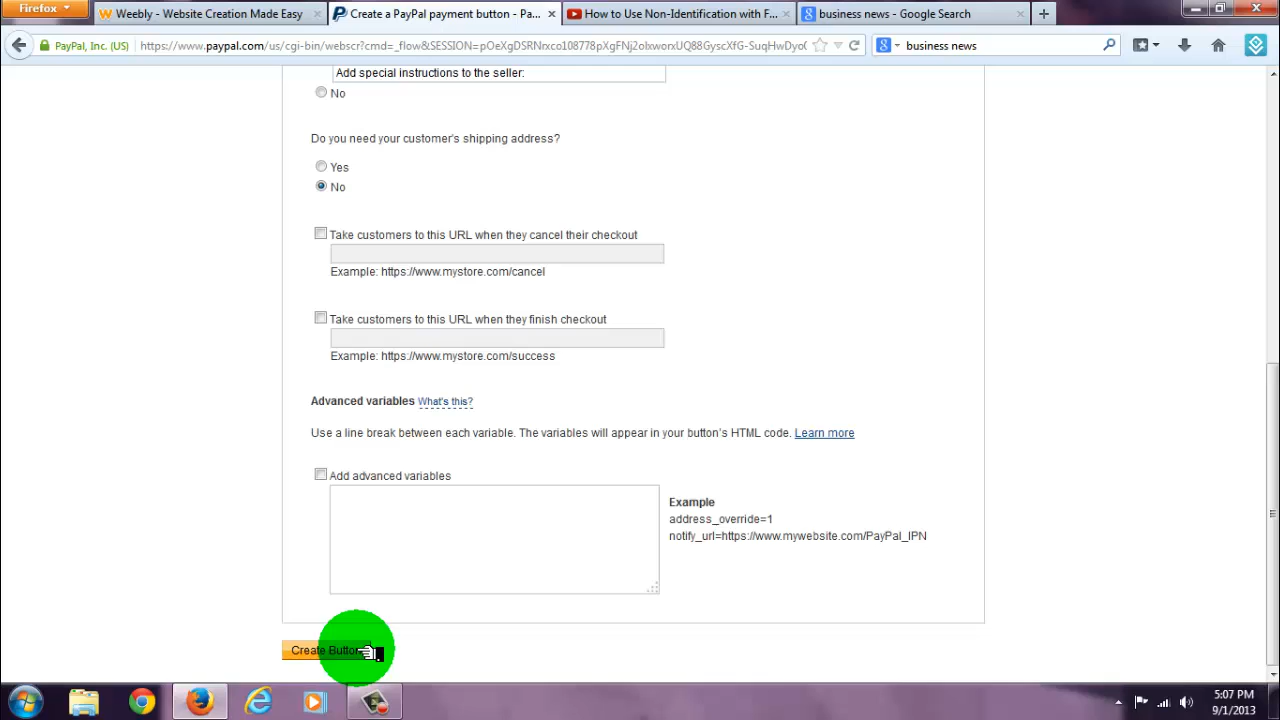 Firefox
Weebly - Website Creation Made Easy
Create a PayPal payment button - Pa...
How to Use Non-Identification with F...
business news - Google Search
PayPal, Inc. (US)
business news
Add special instructions to the seller:
No
Do you need your customer's shipping address?
Yes
No
Take customers to this URL when they cancel their checkout
Example: https://www.mystore.com/cancel
Take customers to this URL when they finish checkout
Example: https://www.mystore.com/success
Advanced variables What's this?
Use a line break between each variable. The variables will appear in your button's HTML code. Learn more
Add advanced variables
Example
address_override=1
notify_url=https://www.mywebsite.com/PayPal_IPN
Create Button
5:07 PM
9/1/2013